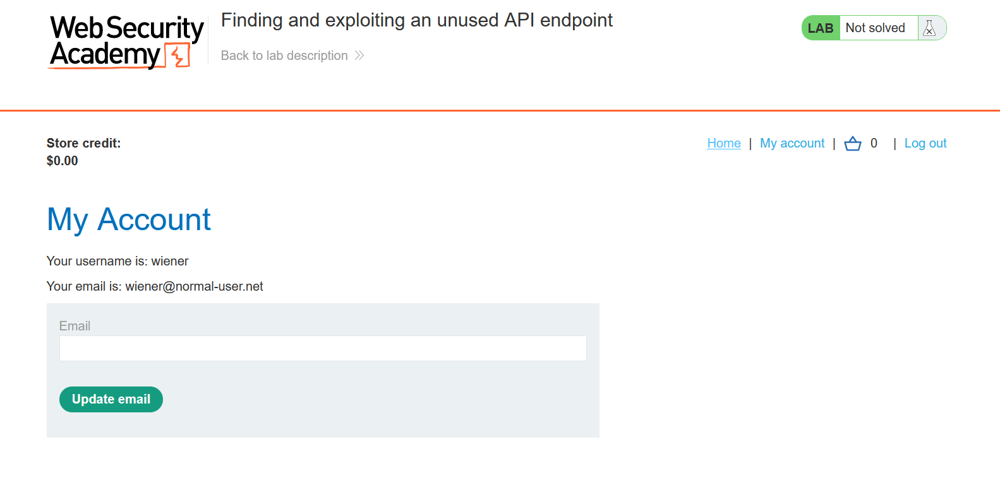 Web Security
Academy
Finding and exploiting an unused API endpoint
Back to lab description
LAB Not solved
Store credit:
$0.00
Home | My account | 0 | Log out
My Account
Your username is: wiener
Your email is: wiener@normal-user.net
Email
Update email